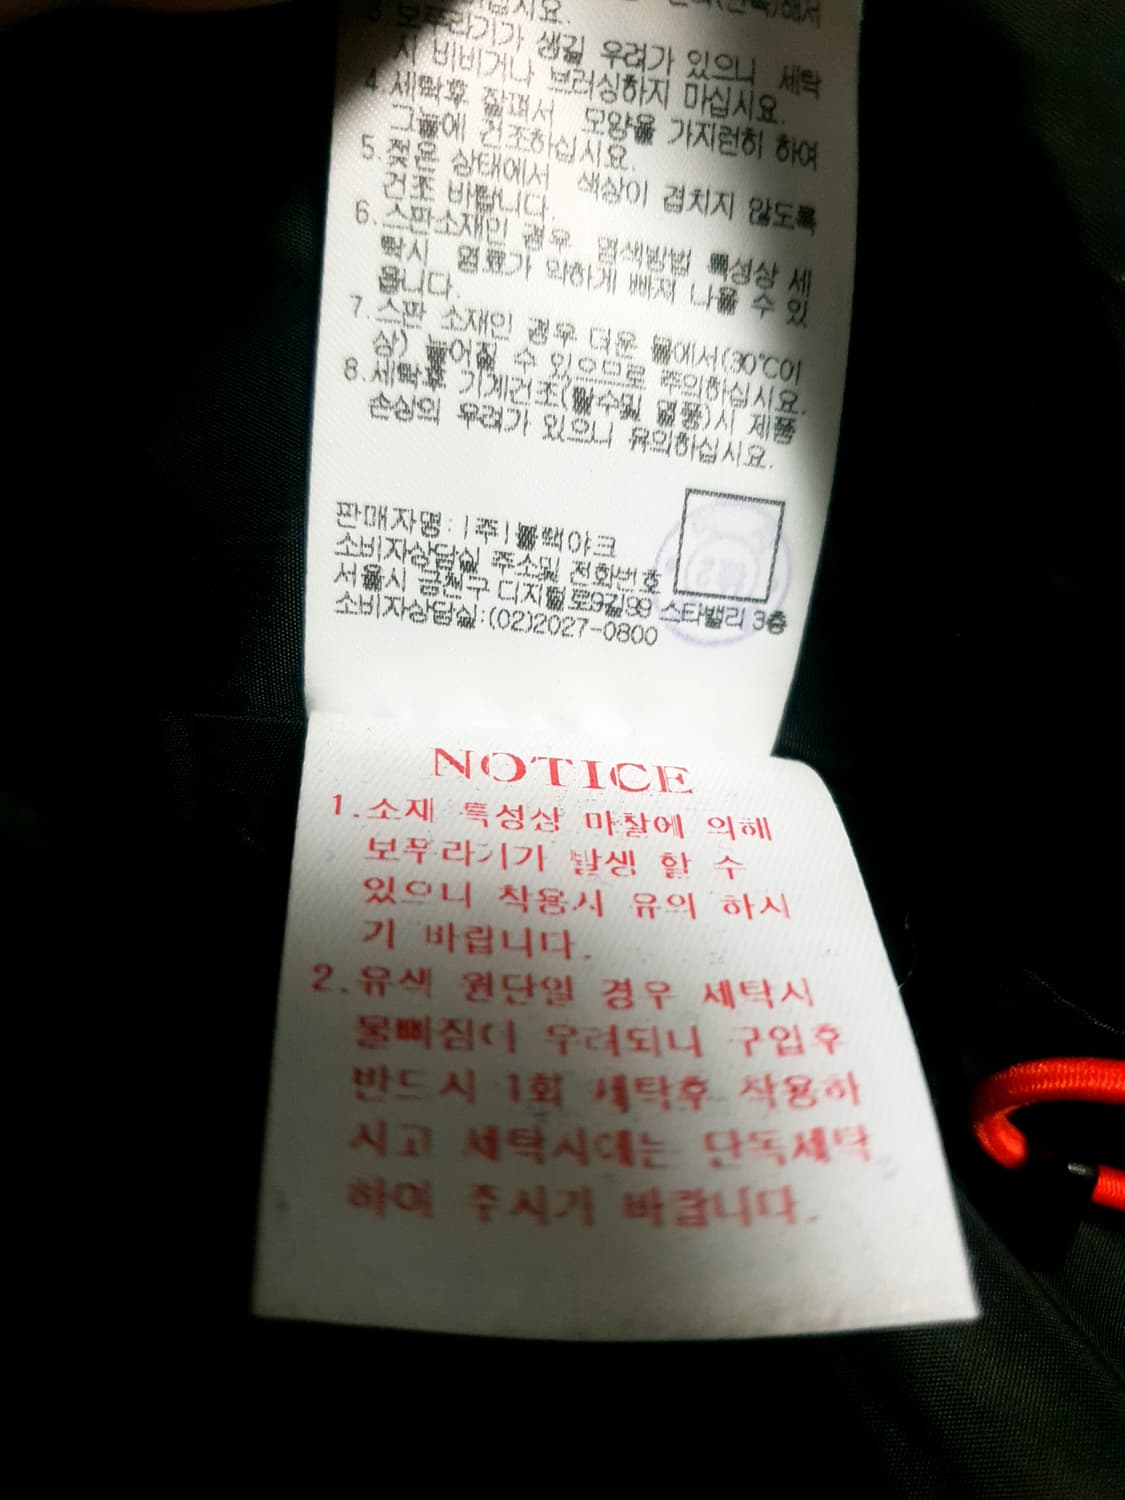 하십시요.
3.보푸라기가 생길 우려가 있으니 세탁
시 비비거나 브러싱하지 마십시요.
4.세탁후 잘펴서 모양을 가지런히 하여
그늘에 건조하십시요.
5.젖은 상태에서 색상이 겹치지 않도록
건조 바랍니다.
6.스판소재인 경우 염색방법 특성상 세
탁시 염료가 약하게 빠져 나올 수 있
읍니다.
7.스판 소재인 경우 더운 물에서(30℃이
상) 늘어질 수 있으므로 주의하십시요.
8.세탁후 기계건조(탈수및 열풍)시 제품
손상의 우려가 있으니 유의하십시요.
판매자명:(주)블랙야크
소비자상담실 주소및 전화번호
서울시 금천구 디지털로9길99 스타밸리 3층
소비자상담실:(02)2027-0800
NOTICE
1.소재 특성상 마찰에 의해
보푸라기가 발생 할 수
있으니 착용시 유의 하시
기 바랍니다.
2.유색 원단일 경우 세탁시
물빠짐이 우려되니 구입후
반드시 1회 세탁후 착용하
시고 세탁시에는 단독세탁
하여 주시기 바랍니다.